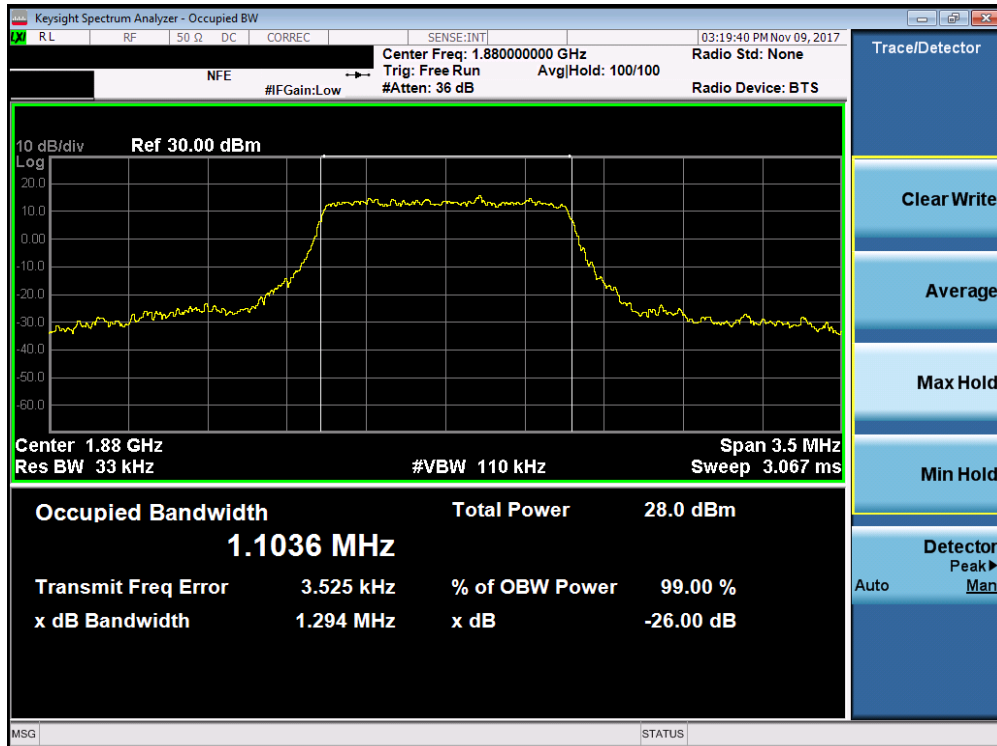 Keysight Spectrum Analyzer - Occupied BW
LXI RL RF 50 Ω DC CORREC SENSE:INT 03:19:40 PM Nov 09, 2017
Center Freq: 1.880000000 GHz Radio Std: None
NFE Trig: Free Run Avg|Hold: 100/100
#IFGain:Low #Atten: 36 dB Radio Device: BTS
10 dB/div Ref 30.00 dBm
Log
20.0
10.0
0.00
-10.0
-20.0
-30.0
-40.0
-50.0
-60.0
Center 1.88 GHz Span 3.5 MHz
Res BW 33 kHz #VBW 110 kHz Sweep 3.067 ms
Occupied Bandwidth Total Power 28.0 dBm
1.1036 MHz
Transmit Freq Error 3.525 kHz % of OBW Power 99.00 %
x dB Bandwidth 1.294 MHz x dB -26.00 dB
MSG STATUS
Trace/Detector
Clear Write
Average
Max Hold
Min Hold
Detector
Peak▶
Auto Man